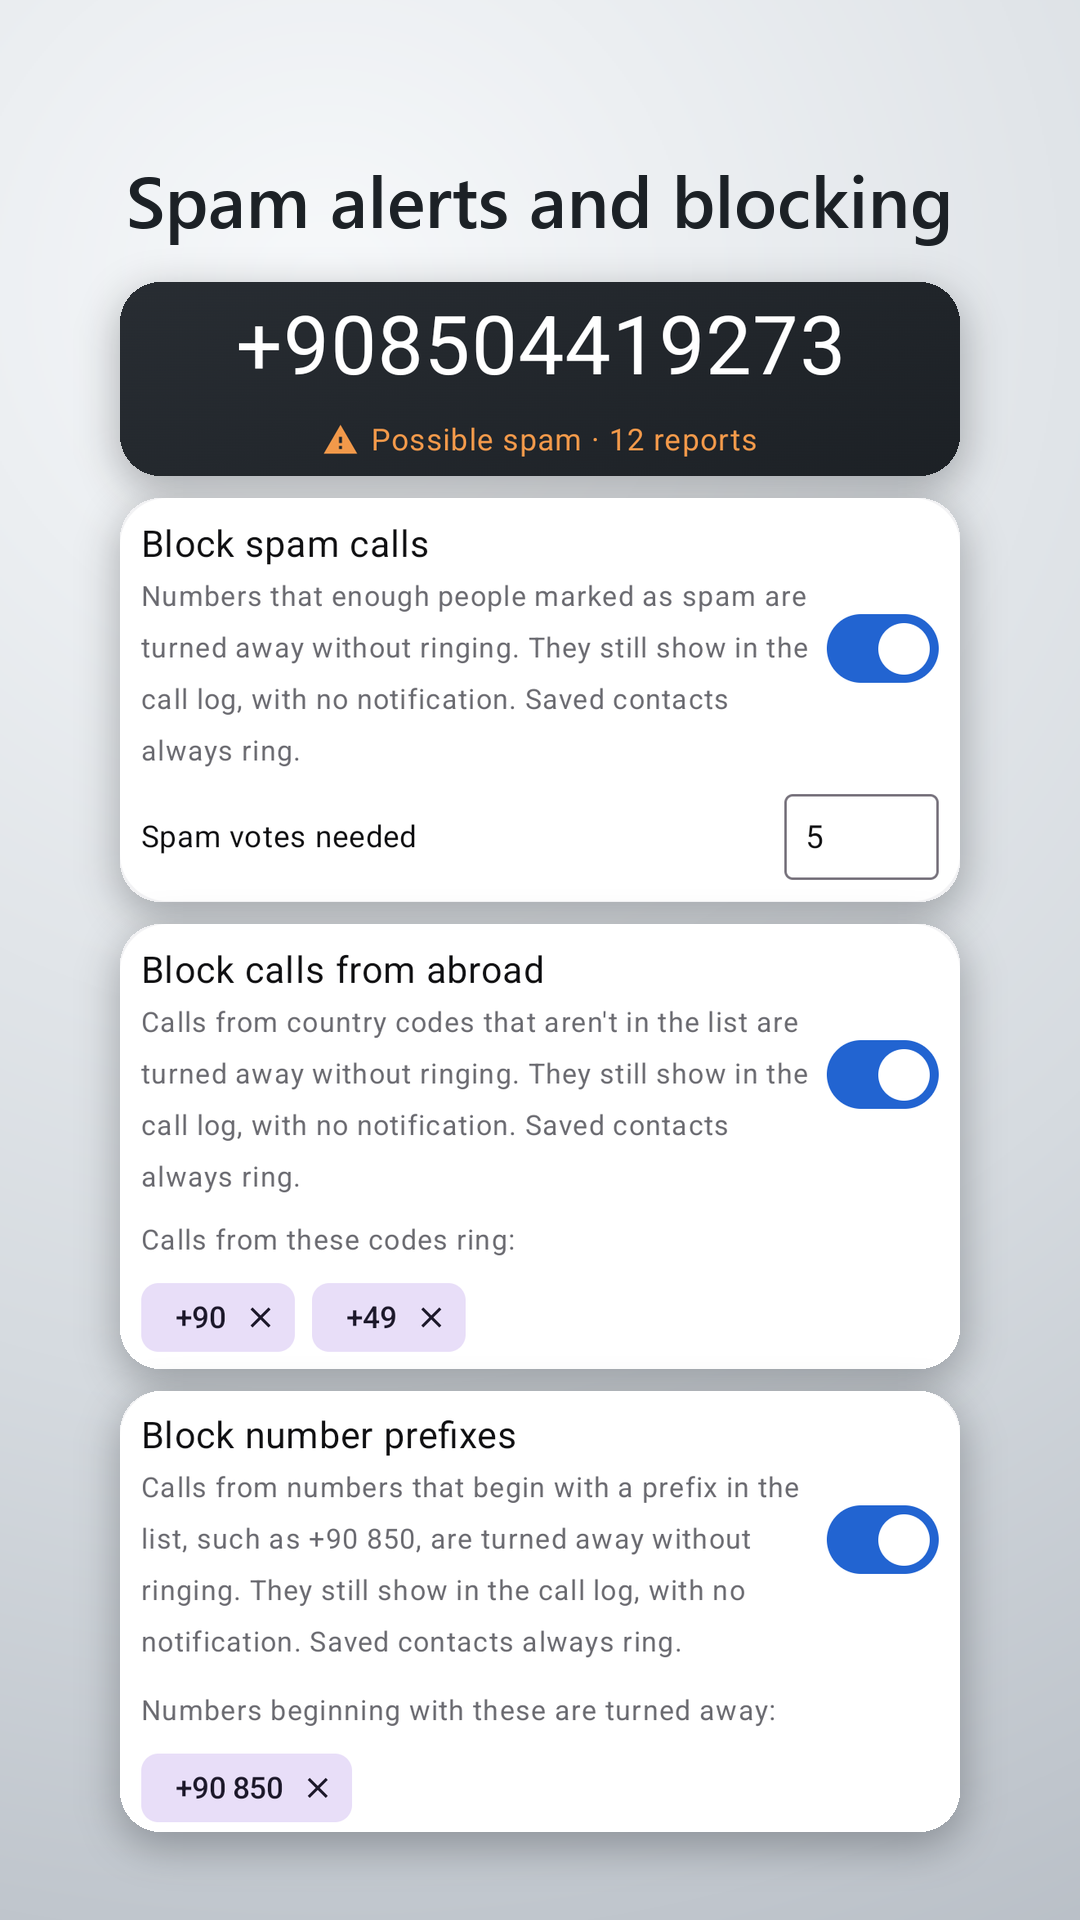 Spam alerts and blocking
+908504419273
Possible spam · 12 reports
Block spam calls
Numbers that enough people marked as spam are
turned away without ringing. They still show in the
call log, with no notification. Saved contacts
always ring.
Spam votes needed
5
Block calls from abroad
Calls from country codes that aren't in the list are
turned away without ringing. They still show in the
call log, with no notification. Saved contacts
always ring.
Calls from these codes ring:
+90
+49
Block number prefixes
Calls from numbers that begin with a prefix in the
list, such as +90 850, are turned away without
ringing. They still show in the call log, with no
notification. Saved contacts always ring.
Numbers beginning with these are turned away:
+90 850